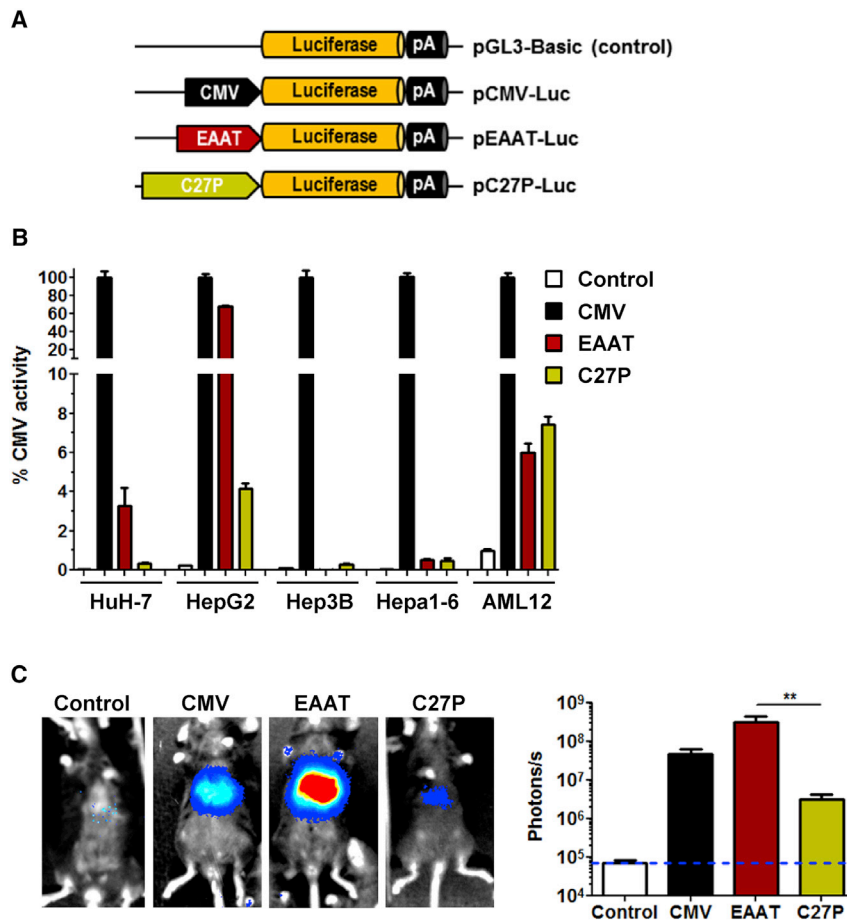 A
Luciferase pA pGL3-Basic (control)
CMV Luciferase pA pCMV-Luc
EAAT Luciferase pA pEAAT-Luc
C27P Luciferase pA pC27P-Luc
B
% CMV activity
100
80
60
40
20
10
8
6
4
2
0
HuH-7 HepG2 Hep3B Hepa1-6 AML12
Control
CMV
EAAT
C27P
C
Control CMV EAAT C27P
Photons/s
10⁹
10⁸
10⁷
10⁶
10⁵
10⁴
**
Control CMV EAAT C27P